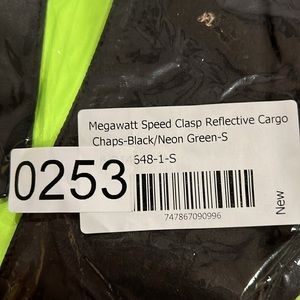 Megawatt Speed Clasp Reflective Cargo
Chaps-Black/Neon Green-S
648-1-S
0253
747867090996
New